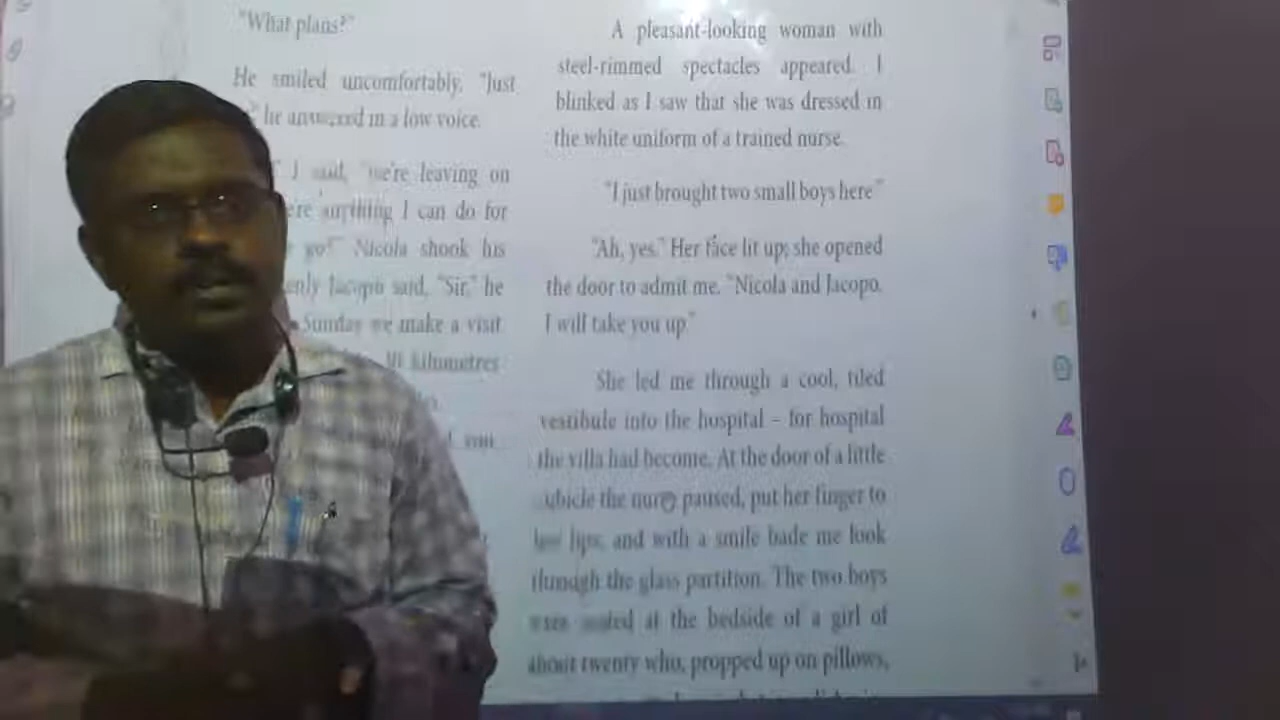 "What plans?"
He smiled uncomfortably. "Just
he answered in a low voice.
I said, "we're leaving on
anything I can do for
go?" Nicola shook his
Jacopo said, "Sir," he
Sunday we make a visit
kilometres
A pleasant-looking woman with
steel-rimmed spectacles appeared. I
blinked as I saw that she was dressed in
the white uniform of a trained nurse.
"I just brought two small boys here"
"Ah, yes." Her face lit up; she opened
the door to admit me. "Nicola and Jacopo.
I will take you up."
She led me through a cool, tiled
vestibule into the hospital – for hospital
the villa had become. At the door of a little
cubicle the nurse paused, put her finger to
her lips, and with a smile bade me look
through the glass partition. The two boys
were seated at the bedside of a girl of
about twenty who, propped up on pillows,